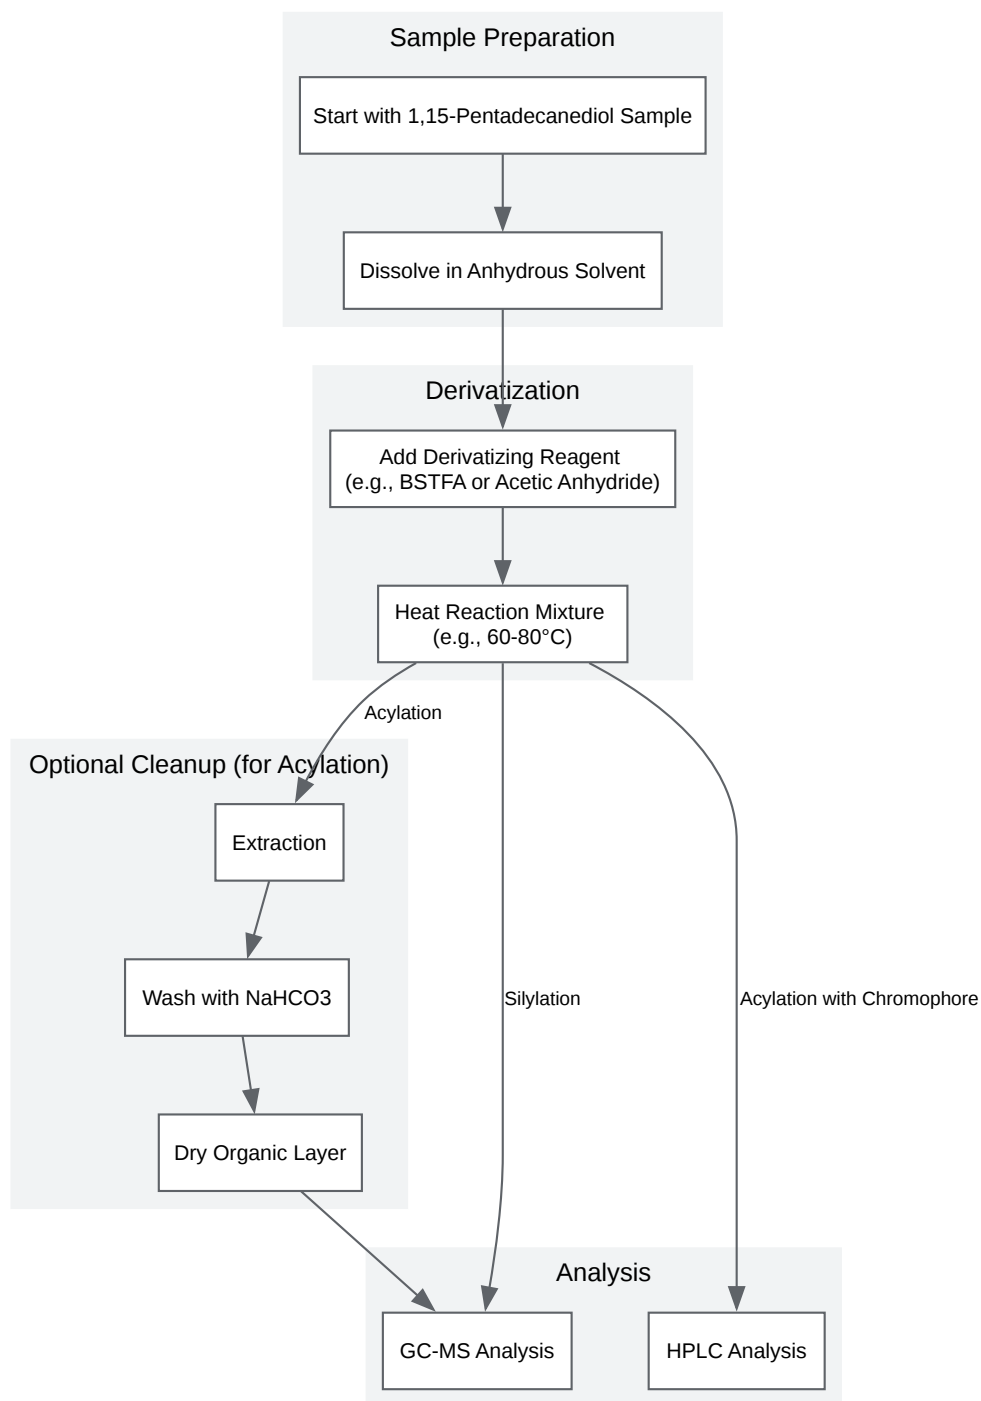 Sample Preparation
Start with 1,15-Pentadecanediol Sample
Dissolve in Anhydrous Solvent
Derivatization
Add Derivatizing Reagent
(e.g., BSTFA or Acetic Anhydride)
Heat Reaction Mixture
(e.g., 60-80°C)
Acylation
Optional Cleanup (for Acylation)
Extraction
Wash with NaHCO3
Silylation
Acylation with Chromophore
Dry Organic Layer
Analysis
GC-MS Analysis
HPLC Analysis